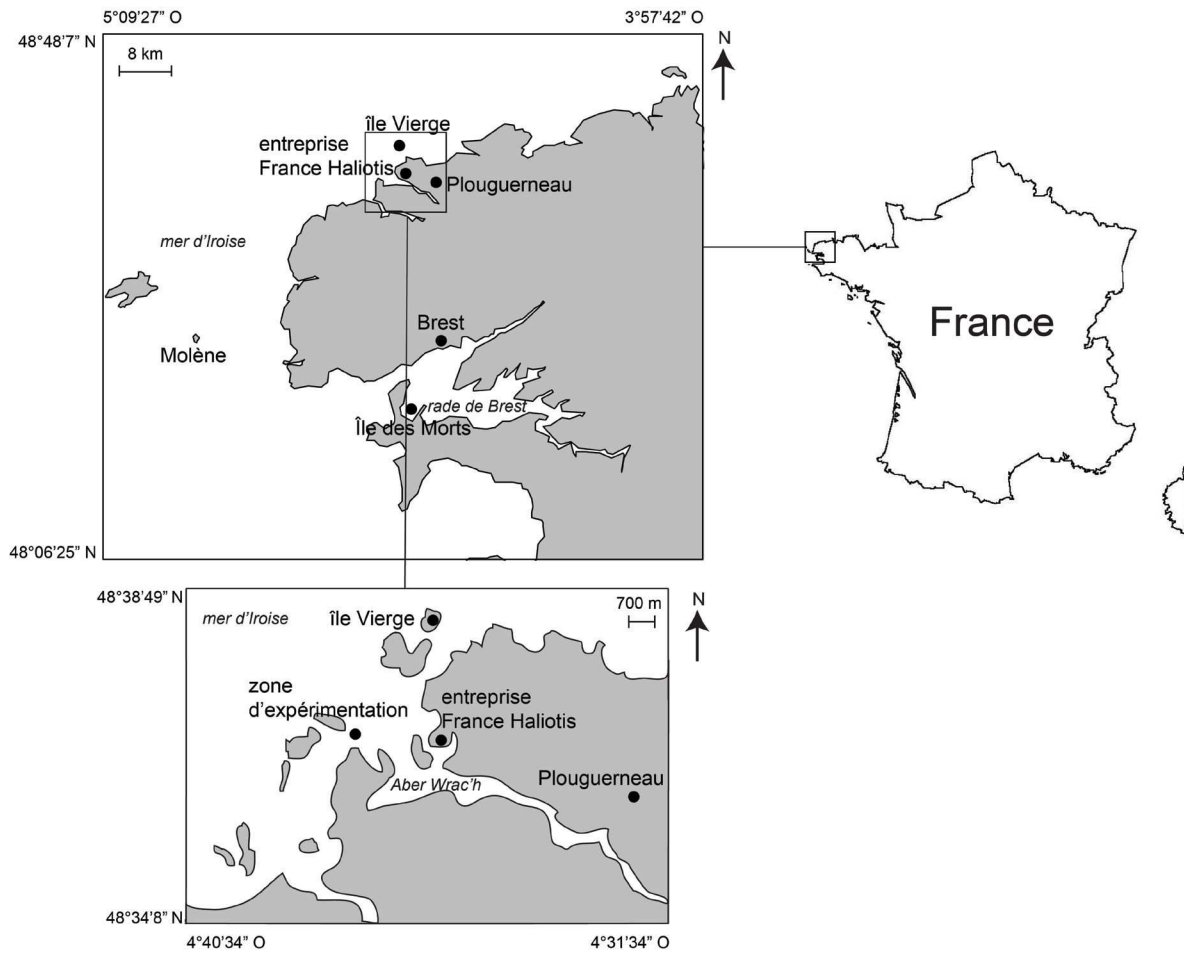 5°09'27" O
3°57'42" O
48°48'7" N
8 km
N
île Vierge
entreprise
France Haliotis
Plouguerneau
mer d'Iroise
Brest
Molène
rade de Brest
Île des Morts
48°06'25" N
France
48°38'49" N
mer d'Iroise
île Vierge
700 m
N
zone
d'expérimentation
entreprise
France Haliotis
Aber Wrac'h
Plouguerneau
48°34'8" N
4°40'34" O
4°31'34" O